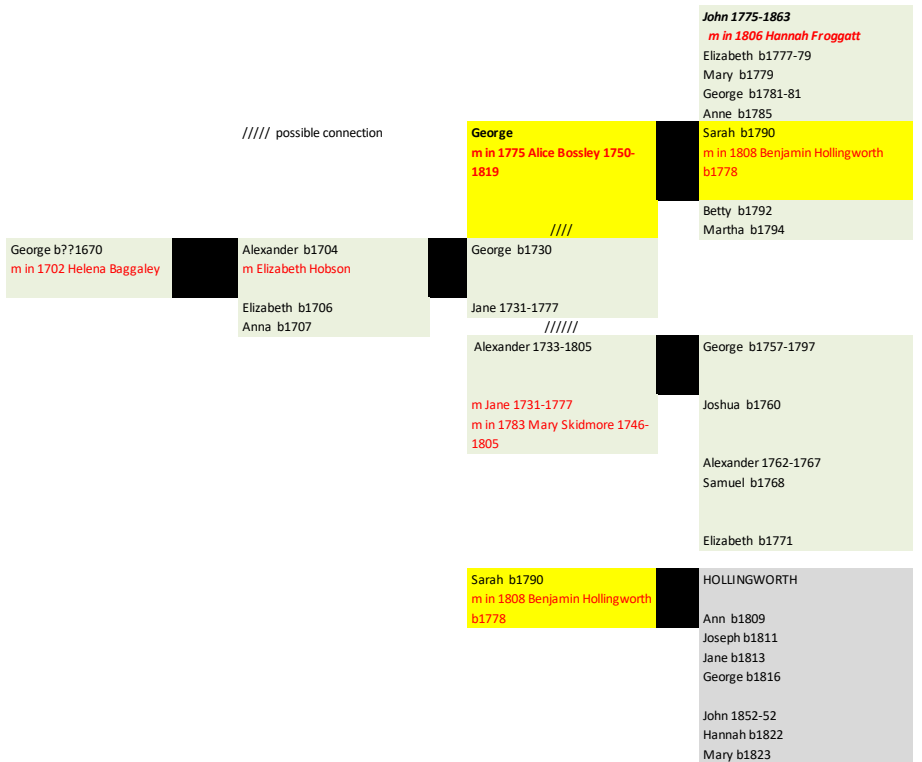 John 1775-1863
m in 1806 Hannah Froggatt
Elizabeth b1777-79
Mary b1779
George b1781-81
Anne b1785
///// possible connection
George
m in 1775 Alice Bossley 1750-
1819
////
Sarah b1790
m in 1808 Benjamin Hollingworth
b1778
Betty b1792
Martha b1794
George b??1670
m in 1702 Helena Baggaley
Alexander b1704
m Elizabeth Hobson
Elizabeth b1706
Anna b1707
George b1730
Jane 1731-1777
//////
Alexander 1733-1805
m Jane 1731-1777
m in 1783 Mary Skidmore 1746-
1805
George b1757-1797
Joshua b1760
Alexander 1762-1767
Samuel b1768
Elizabeth b1771
Sarah b1790
m in 1808 Benjamin Hollingworth
b1778
HOLLINGWORTH
Ann b1809
Joseph b1811
Jane b1813
George b1816
John 1852-52
Hannah b1822
Mary b1823